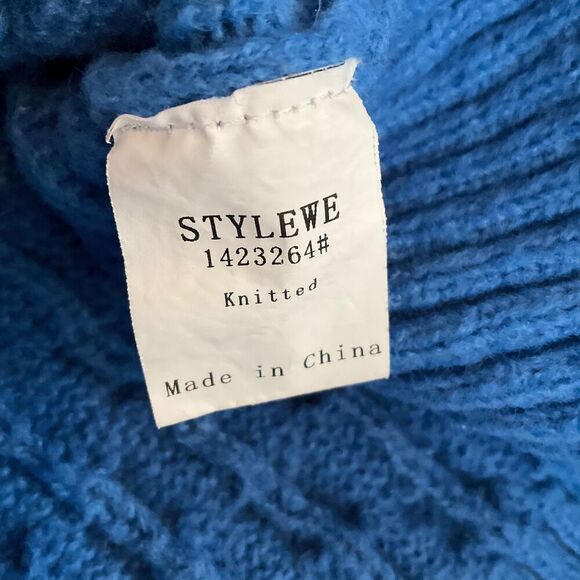 STYLEWE
1423264#
Knitted
Made in China